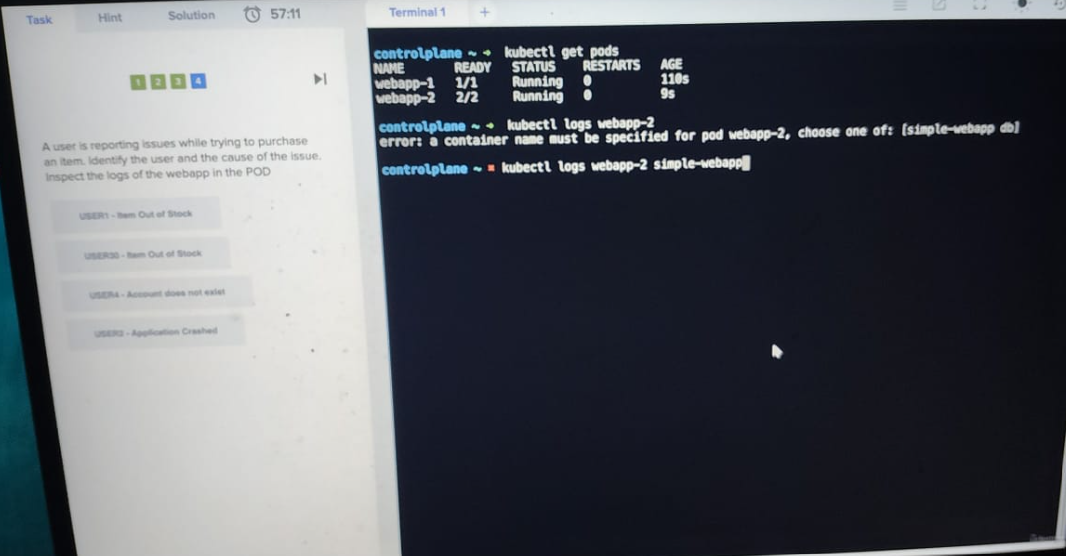 Task Hint Solution 57:11 Terminal 1 +
1 2 3 4
A user is reporting issues while trying to purchase
an item. Identify the user and the cause of the issue.
Inspect the logs of the webapp in the POD
USER1 - Item Out of Stock
USER30 - Item Out of Stock
USER4 - Account does not exist
USER2 - Application Crashed
controlplane ~ ➜ kubectl get pods
NAME READY STATUS RESTARTS AGE
webapp-1 1/1 Running 0 110s
webapp-2 2/2 Running 0 9s
controlplane ~ ➜ kubectl logs webapp-2
error: a container name must be specified for pod webapp-2, choose one of: [simple-webapp db]
controlplane ~ ✖ kubectl logs webapp-2 simple-webapp